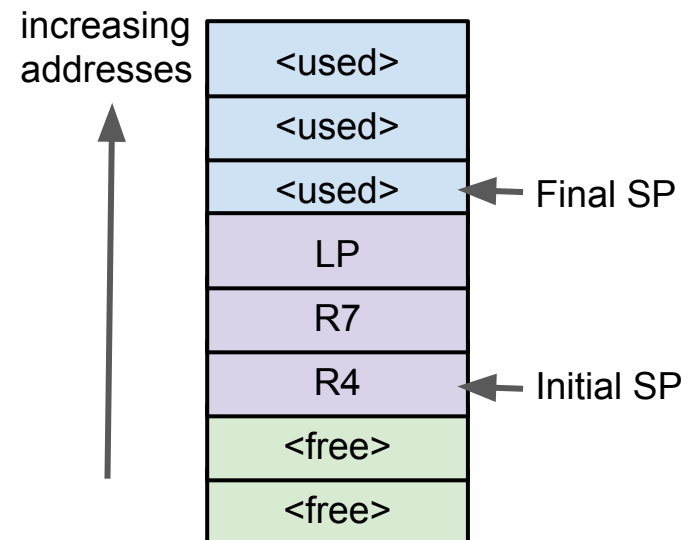 increasing
addresses
<used>
<used>
<used>
Final SP
LP
R7
R4
Initial SP
<free>
<free>